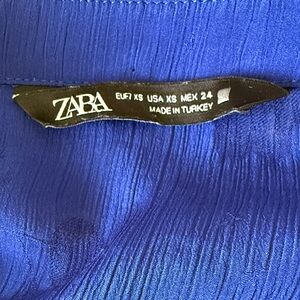 ZARA
EUR XS USA XS MEX 24
MADE IN TURKEY